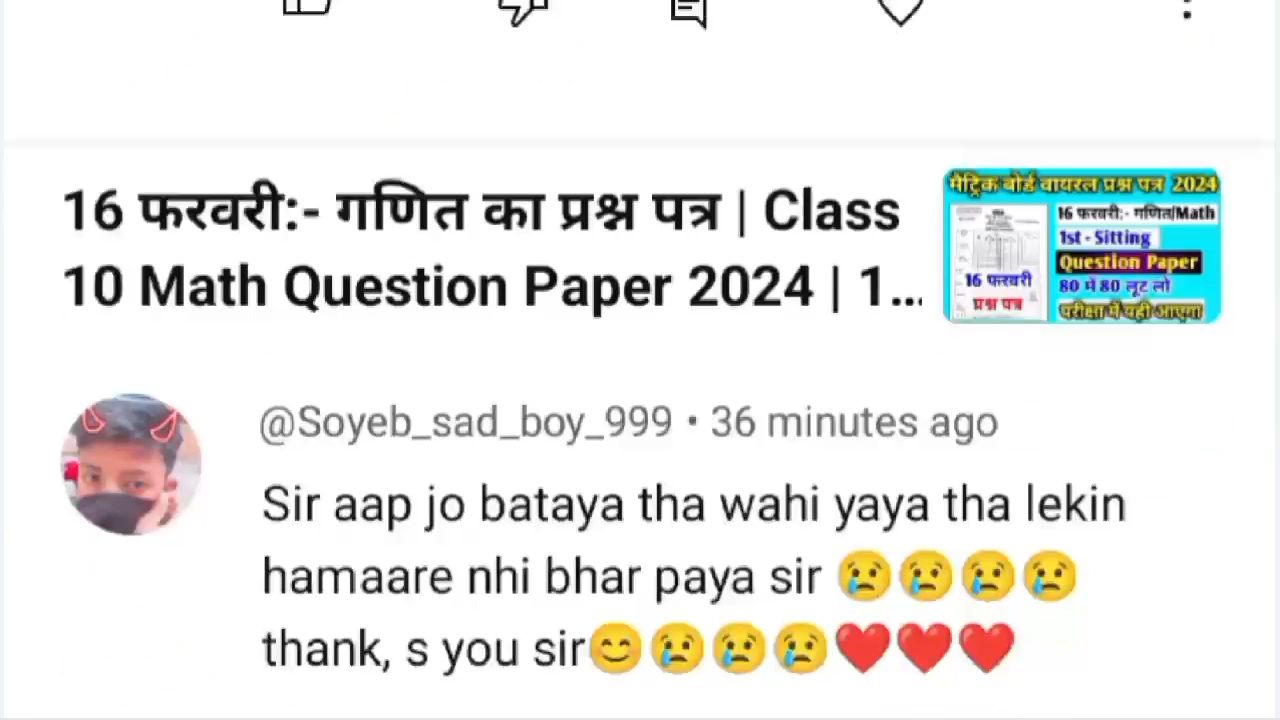 16 फरवरी:- गणित का प्रश्न पत्र | Class
10 Math Question Paper 2024 | 1...
मैट्रिक बोर्ड वायरल प्रश्न पत्र 2024
16 फरवरी:- गणित/Math
1st - Sitting
Question Paper
80 में 80 लूट लो
परीक्षा में यही आएगा
16 फरवरी
प्रश्न पत्र
@Soyeb_sad_boy_999 • 36 minutes ago
Sir aap jo bataya tha wahi yaya tha lekin
hamaare nhi bhar paya sir 😢😢😢😢
thank, s you sir😊😢😢😢❤️❤️❤️